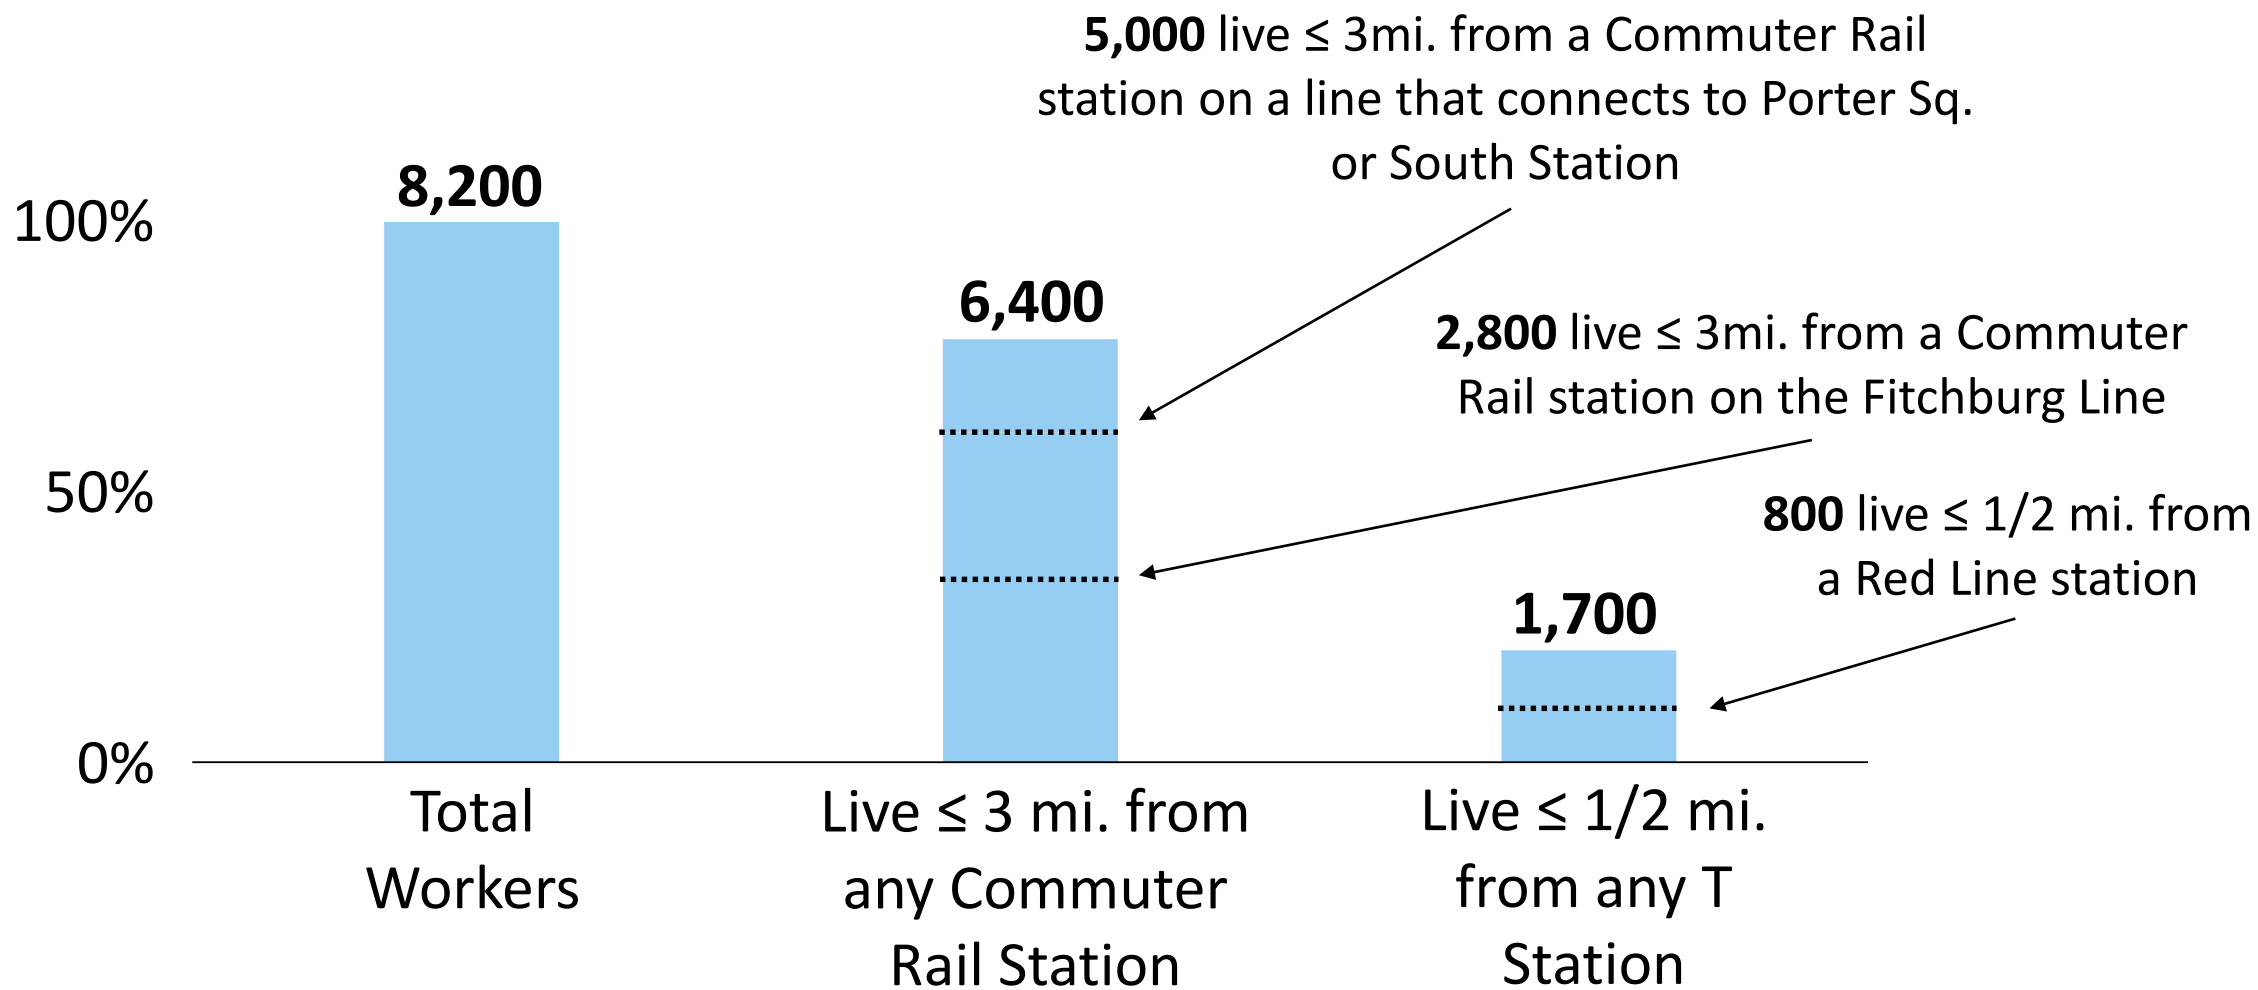 5,000 live ≤ 3mi. from a Commuter Rail
station on a line that connects to Porter Sq.
or South Station
8,200
100%
6,400
2,800 live ≤ 3mi. from a Commuter
Rail station on the Fitchburg Line
50%
800 live ≤ 1/2 mi. from
a Red Line station
1,700
0%
Total
Workers
Live ≤ 3 mi. from
any Commuter
Rail Station
Live ≤ 1/2 mi.
from any T
Station